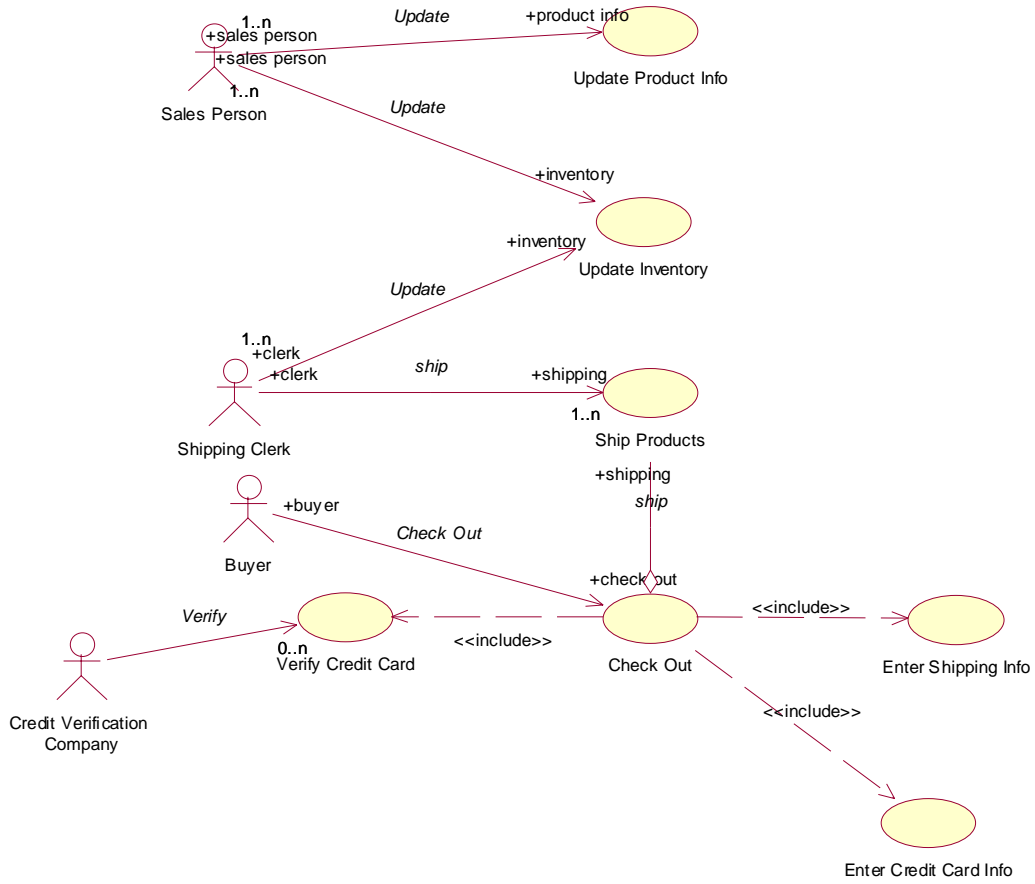 Update
1..n
+product info
+sales person
+sales person
Update Product Info
1..n
Sales Person
Update
+inventory
+inventory
Update Inventory
Update
1..n
+clerk
+clerk
ship
+shipping
1..n
Ship Products
Shipping Clerk
+shipping
ship
+buyer
Check Out
Buyer
+check out
Verify
<<include>>
<<include>>
0..n
Verify Credit Card
Check Out
Enter Shipping Info
Credit Verification
Company
<<include>>
Enter Credit Card Info